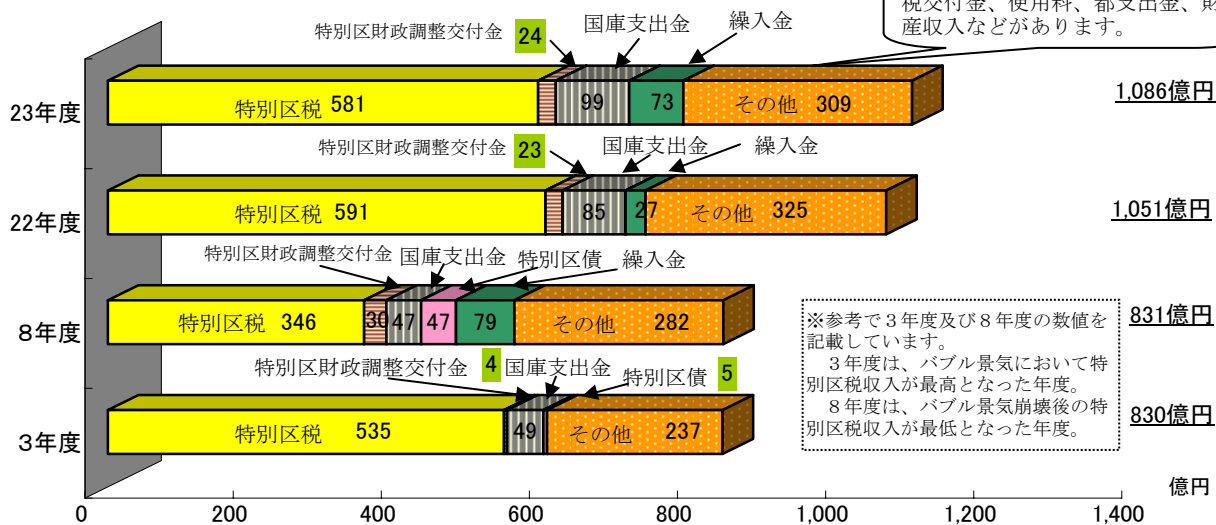 税交付金、使用料、都支出金、財
産収入などがあります。
特別区財政調整交付金 24 国庫支出金 繰入金
23年度 特別区税 581 99 73 その他 309 1,086億円
特別区財政調整交付金 23 国庫支出金 繰入金
22年度 特別区税 591 85 27 その他 325 1,051億円
特別区財政調整交付金 国庫支出金 特別区債 繰入金
8年度 特別区税 346 30 47 47 79 その他 282 831億円
特別区財政調整交付金 4 国庫支出金 特別区債 5
3年度 特別区税 535 49 その他 237 830億円
※参考で3年度及び8年度の数値を
記載しています。
3年度は、バブル景気において特
別区税収入が最高となった年度。
8年度は、バブル景気崩壊後の特
別区税収入が最低となった年度。
億円
0 200 400 600 800 1,000 1,200 1,400